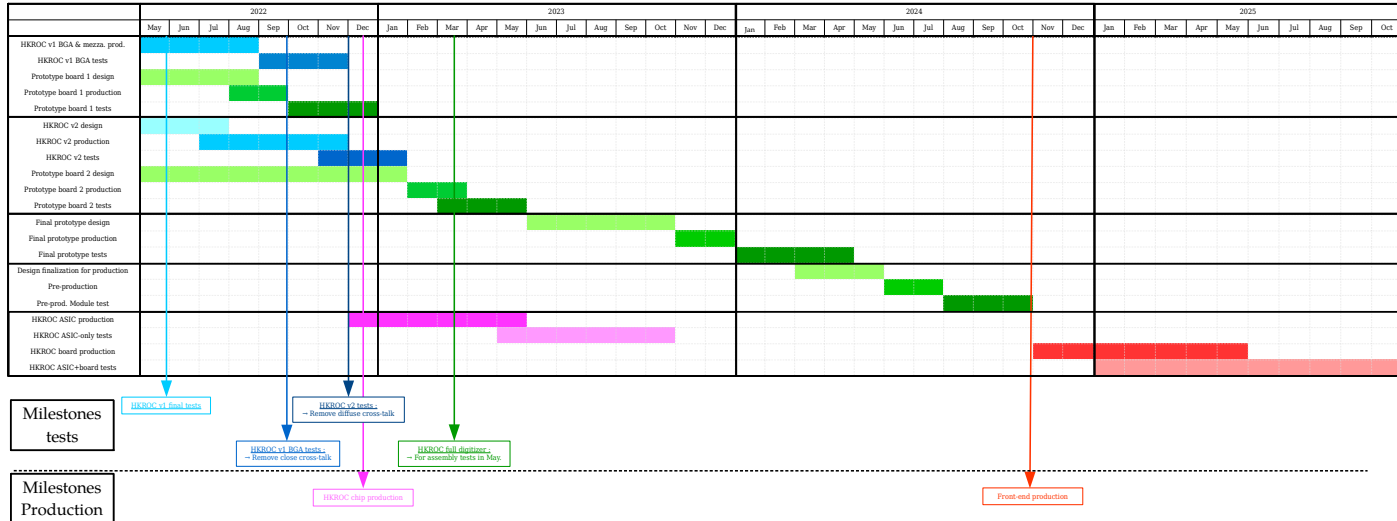 2022 2023 2024 2025
May Jun Jul Aug Sep Oct Nov Dec Jan Feb Mar Apr May Jun Jun Jul Aug Sep Oct Nov Dec Jan Feb Mar Apr May Jun Jul Aug Sep Oct Nov Dec Jan Feb Mar Apr May Jun Jul Aug Sep Oct
HKROC v1 BGA & mezza. prod.
HKROC v1 BGA tests
Prototype board 1 design
Prototype board 1 production
Prototype board 1 tests
HKROC v2 design
HKROC v2 production
HKROC v2 tests
Prototype board 2 design
Prototype board 2 production
Prototype board 2 tests
Final prototype design
Final prototype production
Final prototype tests
Design finalization for production
Pre-production
Pre-prod. Module test
HKROC ASIC production
HKROC ASIC-only tests
HKROC board production
HKROC ASIC+board tests
Milestones
tests
HKROC v1 final tests
HKROC v2 tests :
→ Remove diffuse cross-talk
HKROC v1 BGA tests :
→ Remove close cross-talk
HKROC full digitizer :
→ For assembly tests in May.
Milestones
Production
HKROC chip production
Front-end production